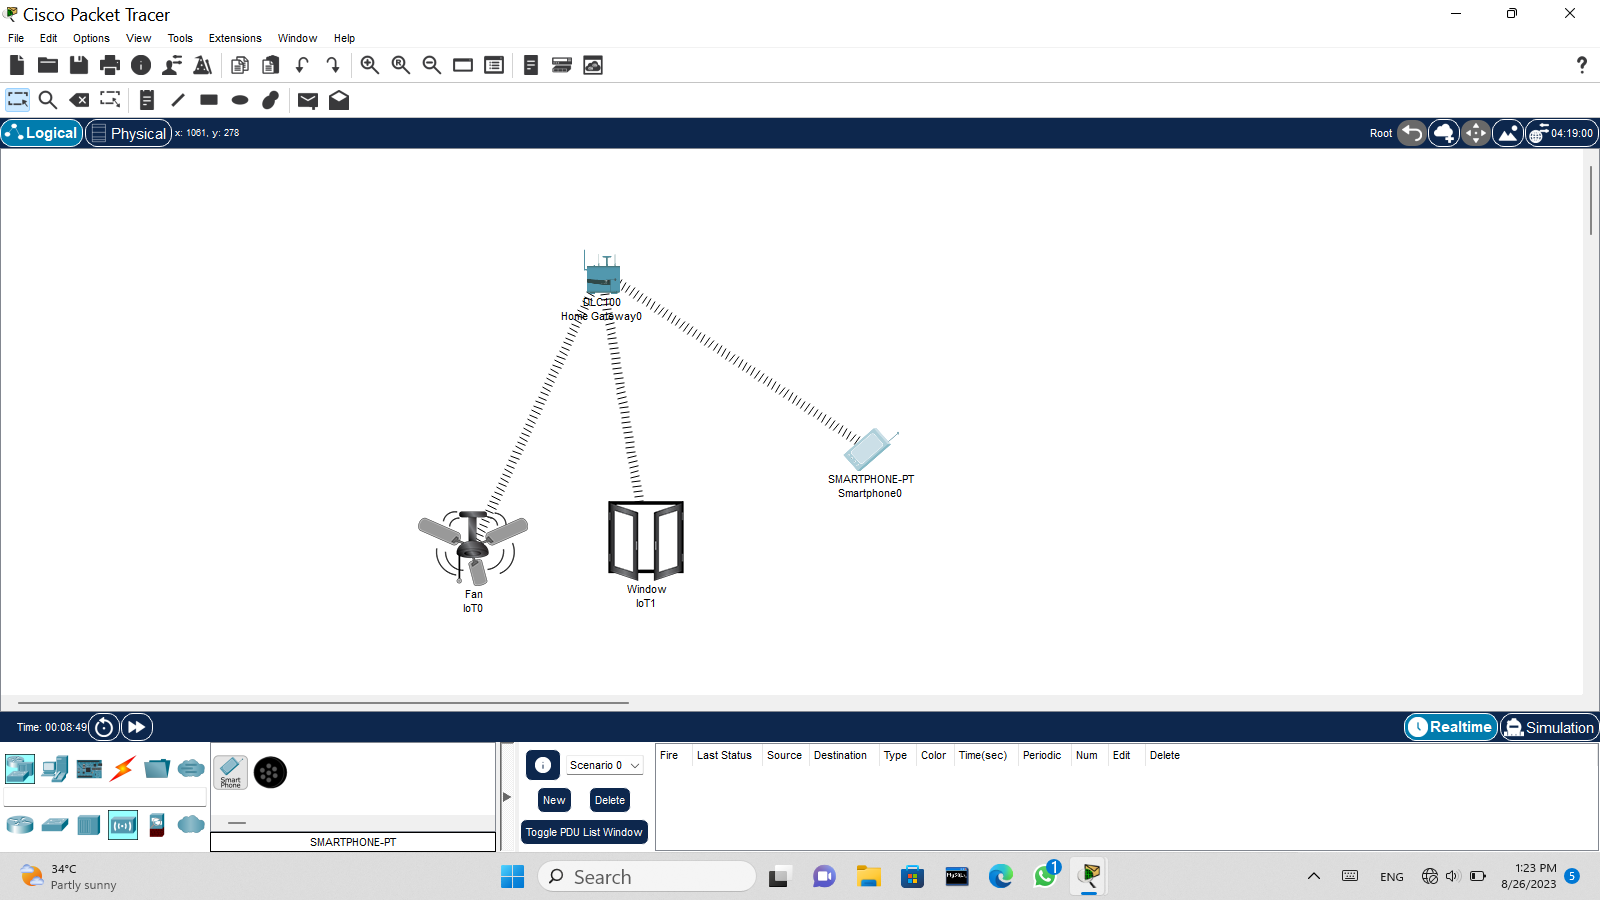 Cisco Packet Tracer
File Edit Options View Tools Extensions Window Help
Logical Physical x: 1061, y: 278 Root 04:19:00
DLC100
Home Gateway0
SMARTPHONE-PT
Smartphone0
Fan
IoT0
Window
IoT1
Time: 00:08:49 Realtime Simulation
Smart
Phone
SMARTPHONE-PT
Scenario 0
New Delete
Toggle PDU List Window
Fire Last Status Source Destination Type Color Time(sec) Periodic Num Edit Delete
34°C
Partly sunny
Search
MySQL
1
ENG
1:23 PM
8/26/2023
5